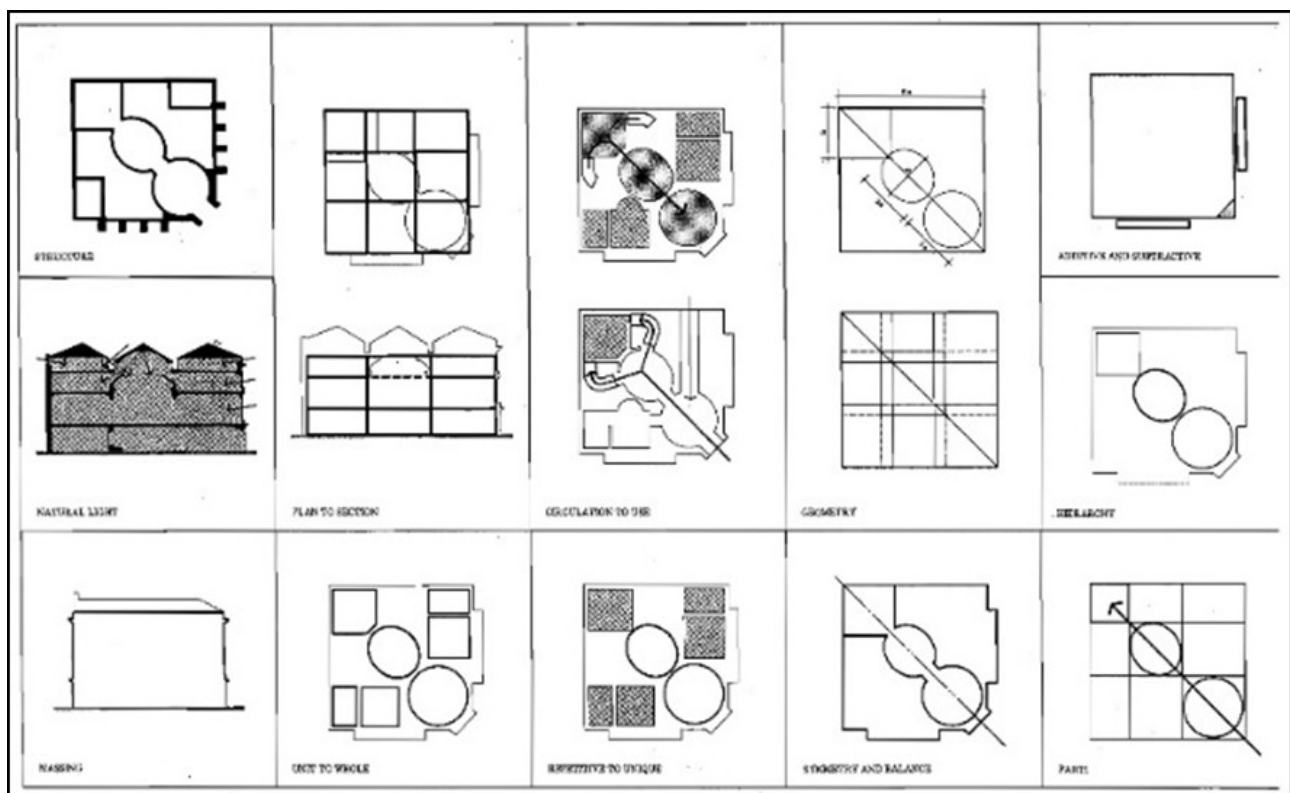 STRUCTURE
ADDITIVE AND SUBTRACTIVE
NATURAL LIGHT
PLAN TO SECTION
CIRCULATION TO USE
GEOMETRY
HIERARCHY
MASSING
UNIT TO WHOLE
REPETITIVE TO UNIQUE
SYMMETRY AND BALANCE
PARTI